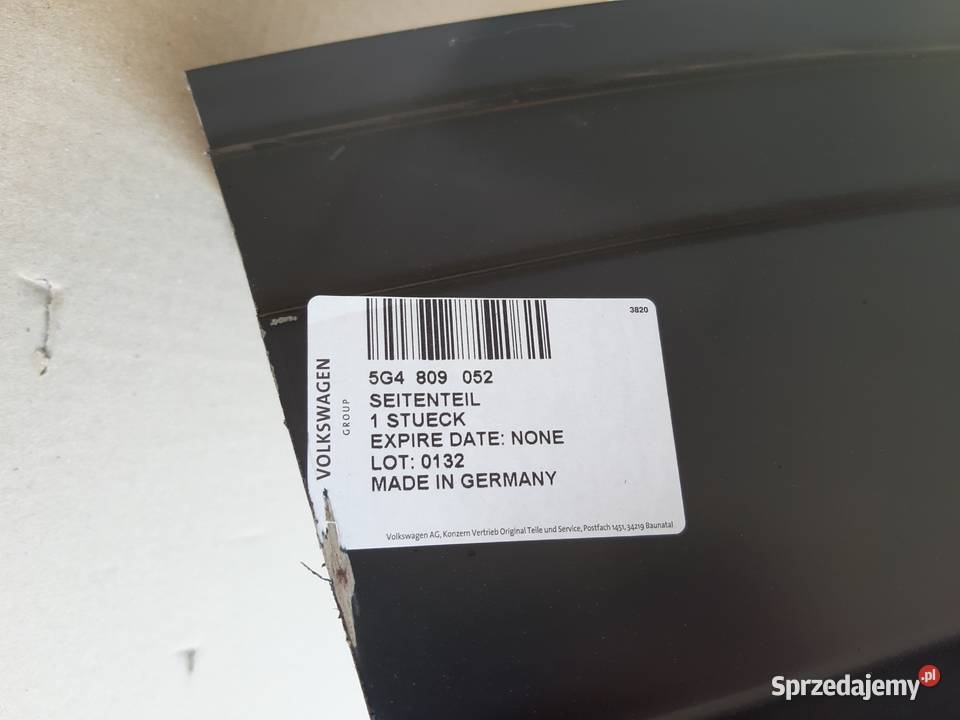 3820
5G4 809 052
SEITENTEIL
1 STUECK
EXPIRE DATE: NONE
LOT: 0132
MADE IN GERMANY
VOLKSWAGEN
GROUP
Volkswagen AG, Konzern Vertrieb Original Teile und Service, Postfach 1451, 34219 Baunatal
Sprzedajemy.pl